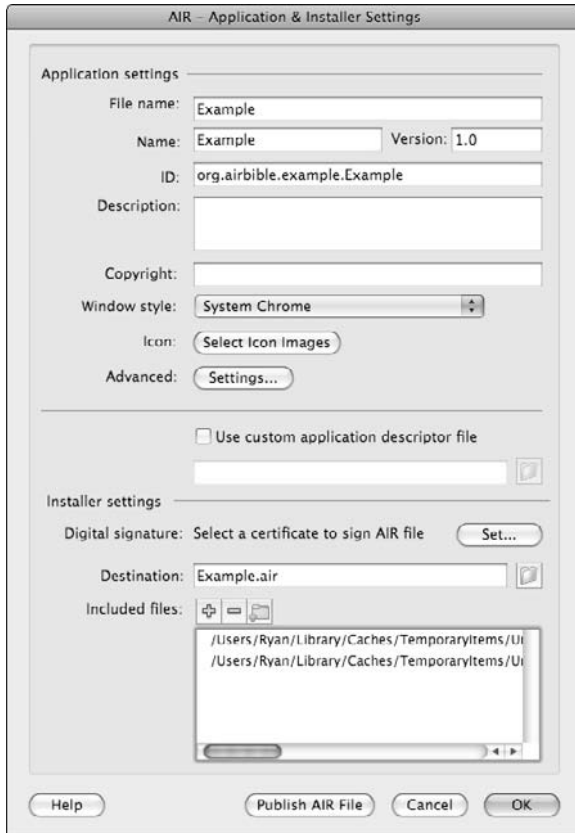 AIR – Application & Installer Settings
Application settings
File name: Example
Name: Example Version: 1.0
ID: org.airbible.example.Example
Description:
Copyright:
Window style: System Chrome
Icon: Select Icon Images
Advanced: Settings...
Use custom application descriptor file
Installer settings
Digital signature: Select a certificate to sign AIR file Set...
Destination: Example.air
Included files:
/Users/Ryan/Library/Caches/TemporaryItems/
/Users/Ryan/Library/Caches/TemporaryItems/
Help Publish AIR File Cancel OK